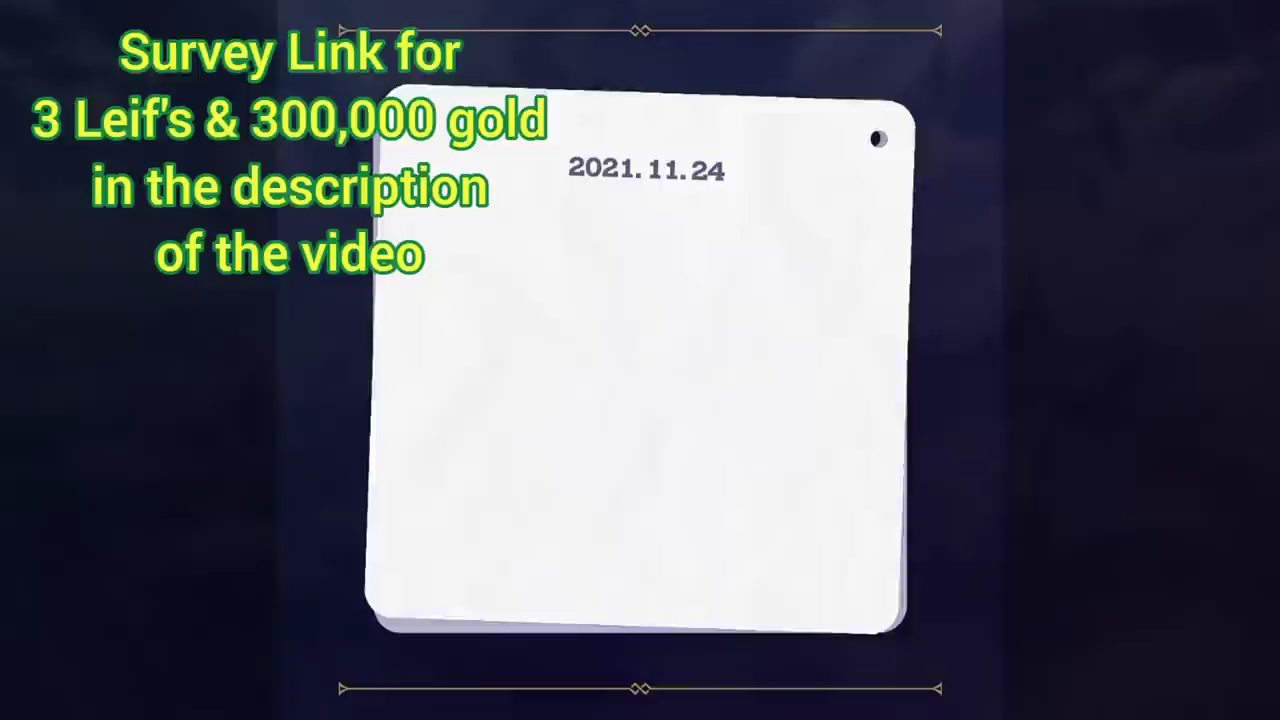 Survey Link for
3 Leif's & 300,000 gold
in the description
of the video
2021.11.24